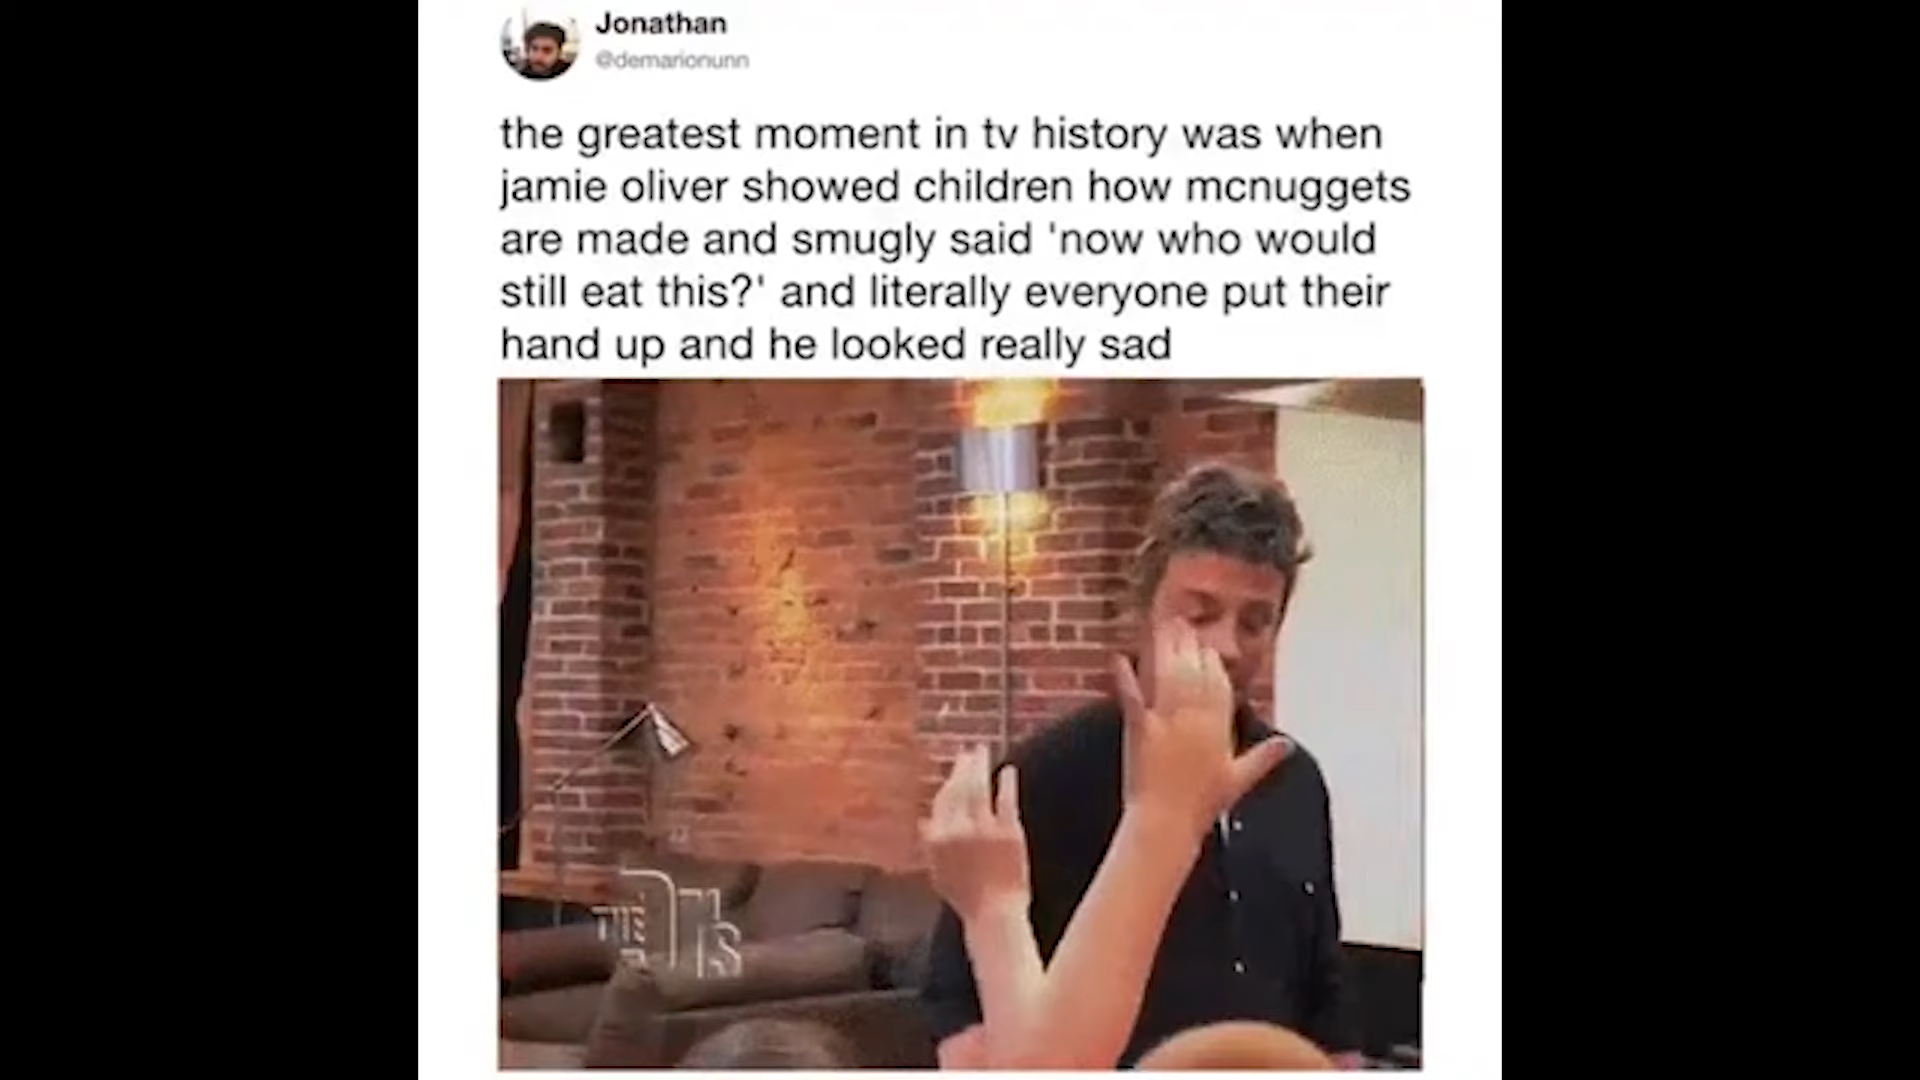 Jonathan
@demarionunn
the greatest moment in tv history was when
jamie oliver showed children how mcnuggets
are made and smugly said 'now who would
still eat this?' and literally everyone put their
hand up and he looked really sad